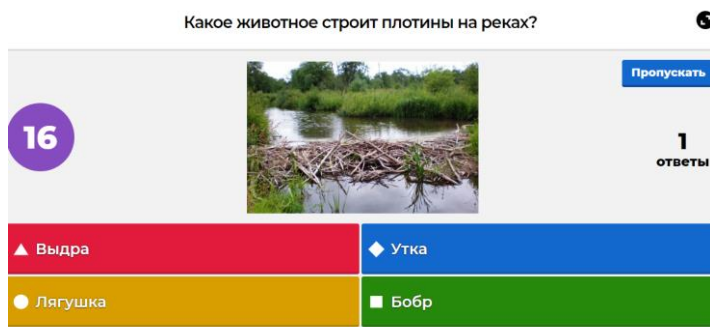 Какое животное строит плотины на реках?
Пропускать
16
1
ответы
Выдра
Утка
Лягушка
Бобр